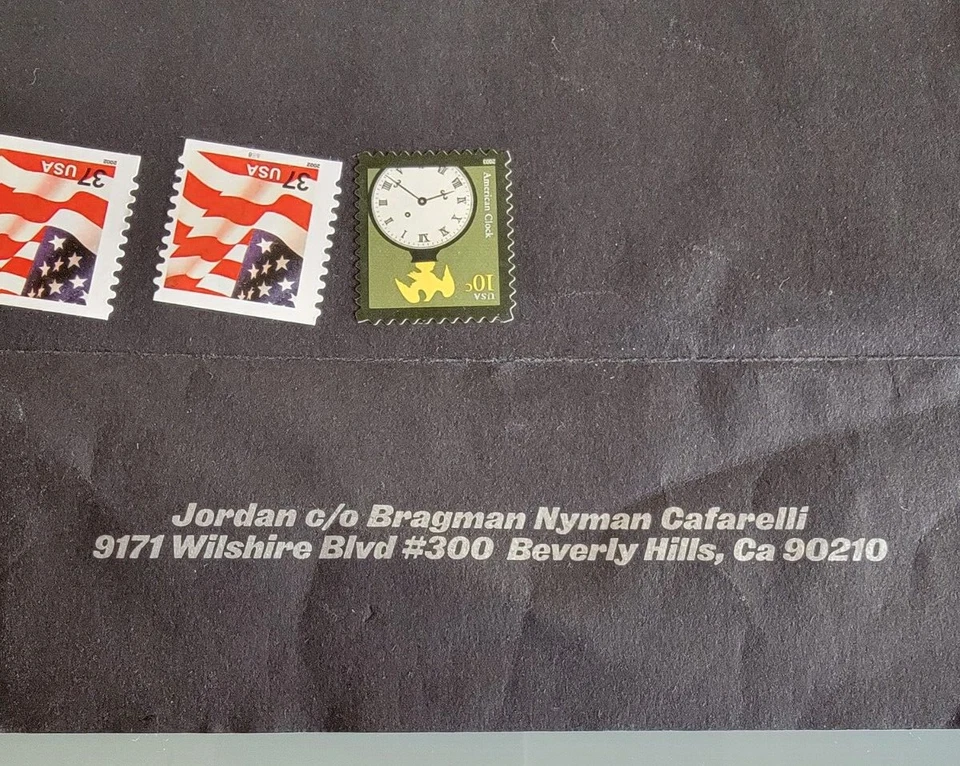 2002
37 USA
2002
37 USA
2003
American Clock
USA
10c
Jordan c/o Bragman Nyman Cafarelli
9171 Wilshire Blvd #300 Beverly Hills, Ca 90210